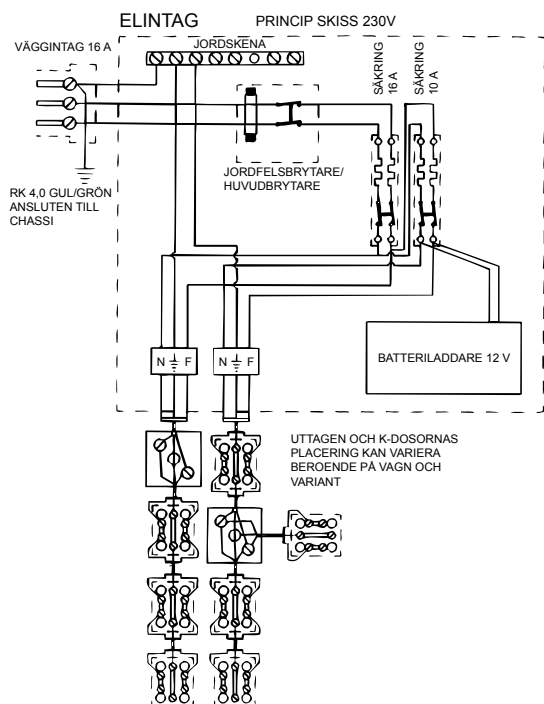 ELINTAG
PRINCIP SKISS 230V
VÄGGINTAG 16 A
JORDSKENA
SÄKRING
16 A
SÄKRING
10 A
JORDFELSBRYTARE/
HUVUDBRYTARE
RK 4,0 GUL/GRÖN
ANSLUTEN TILL
CHASSI
N F
N F
BATTERILADDARE 12 V
UTTAGEN OCH K-DOSORNAS
PLACERING KAN VARIERA
BEROENDE PÅ VAGN OCH
VARIANT